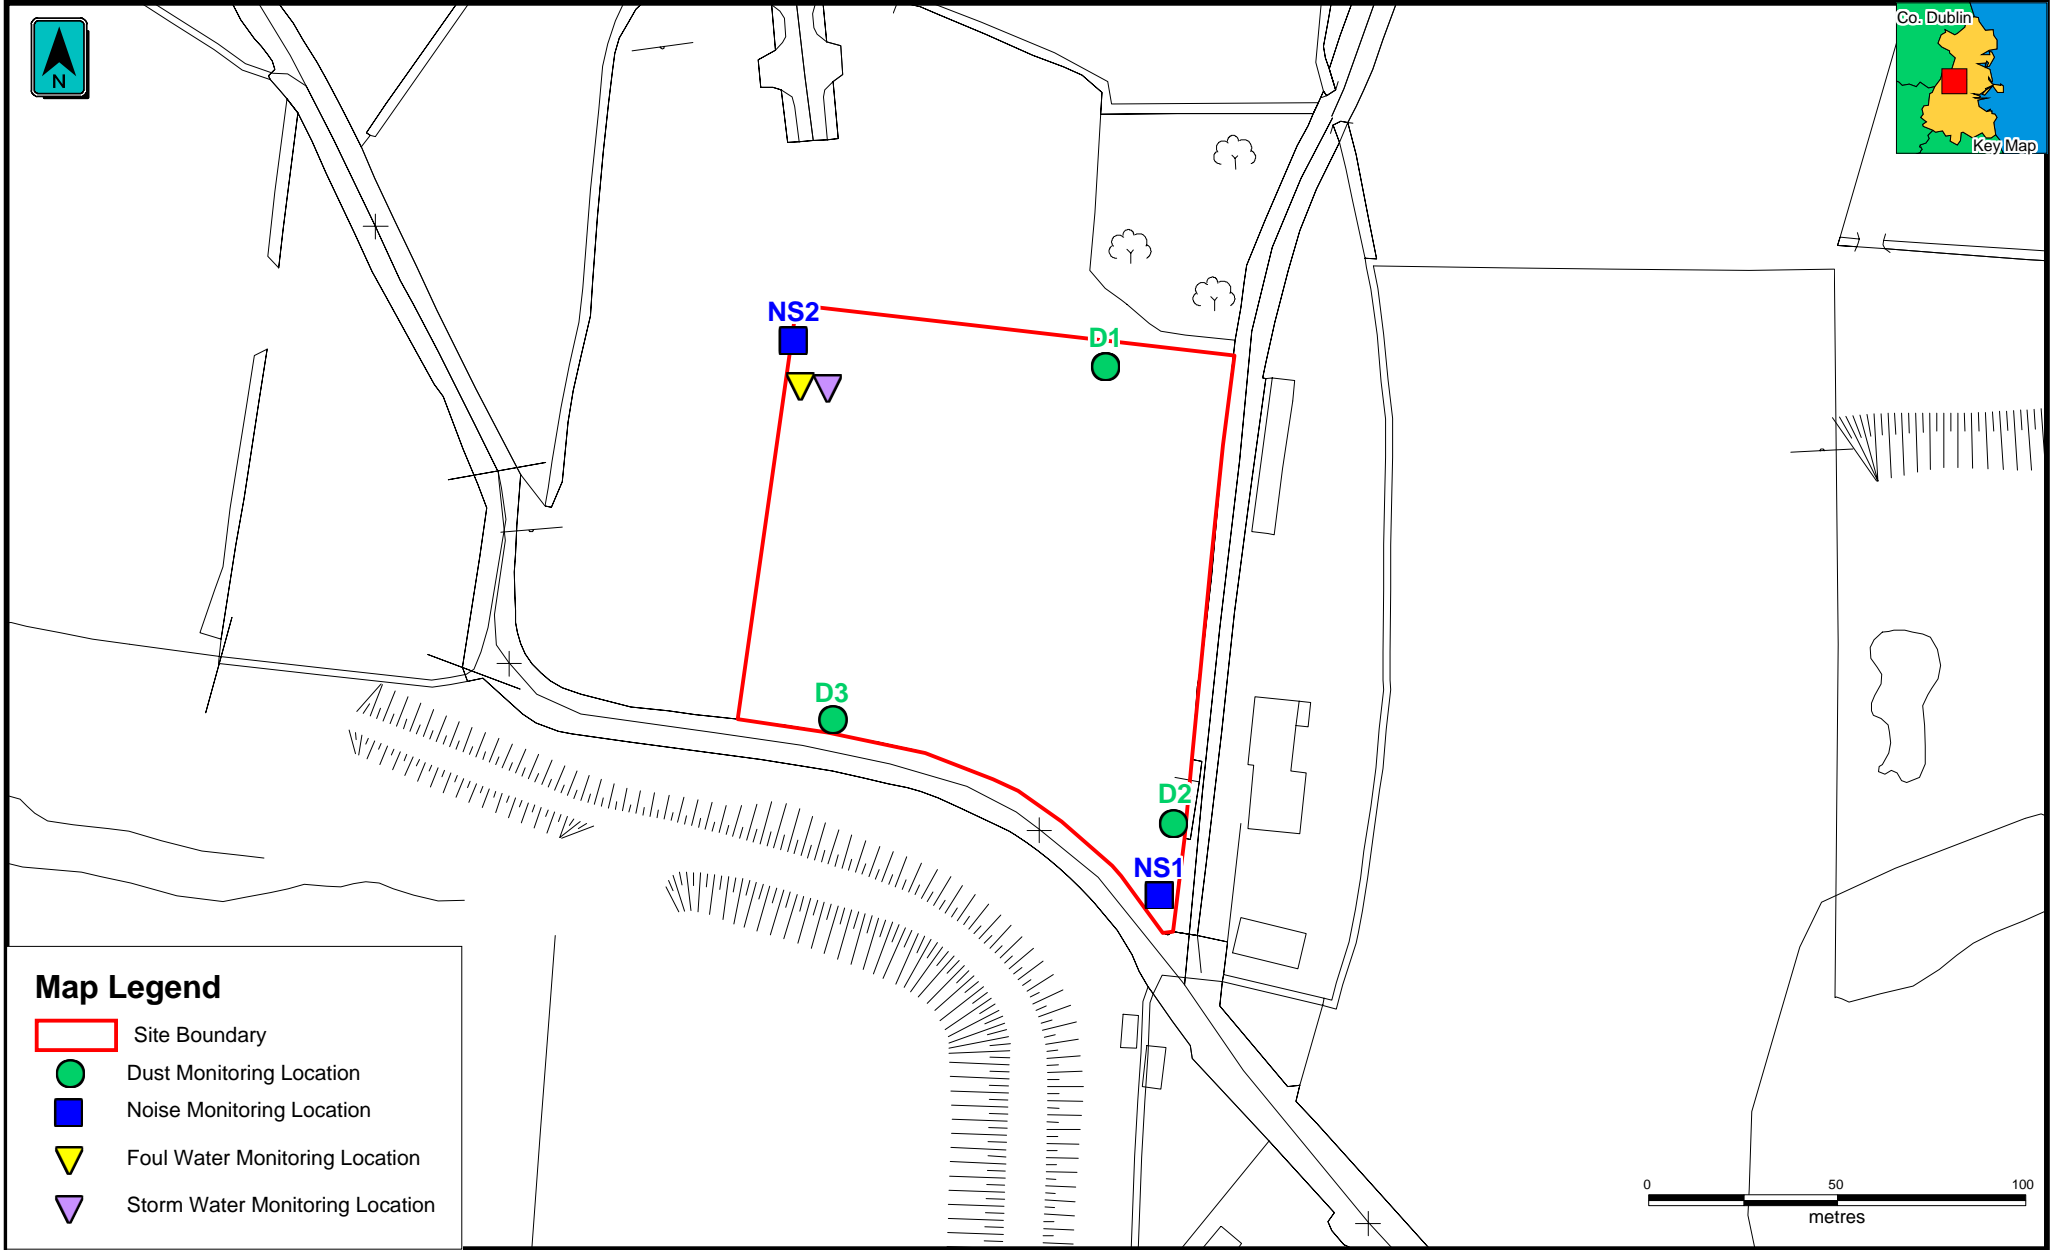 N
Co. Dublin
Key Map
NS2
D1
D3
D2
NS1
Map Legend
Site Boundary
Dust Monitoring Location
Noise Monitoring Location
Foul Water Monitoring Location
Storm Water Monitoring Location
0 50 100
metres